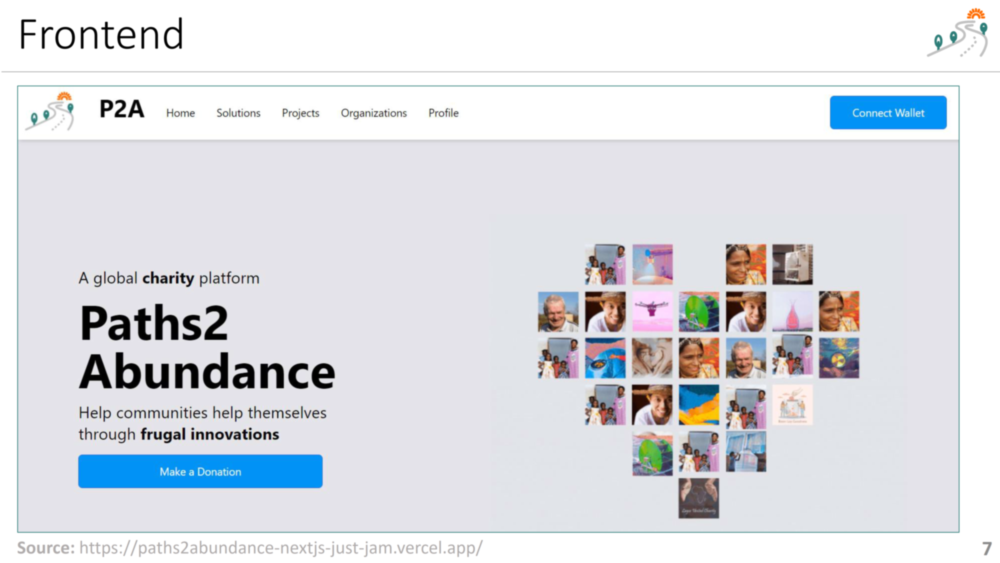 Frontend
P2A
Home
Solutions
Projects
Organizations
Profile
Connect Wallet
A global charity platform
Paths2
Abundance
Help communities help themselves
through frugal innovations
Make a Donation
Source: https://paths2abundance-nextjs-just-jam.vercel.app/
7